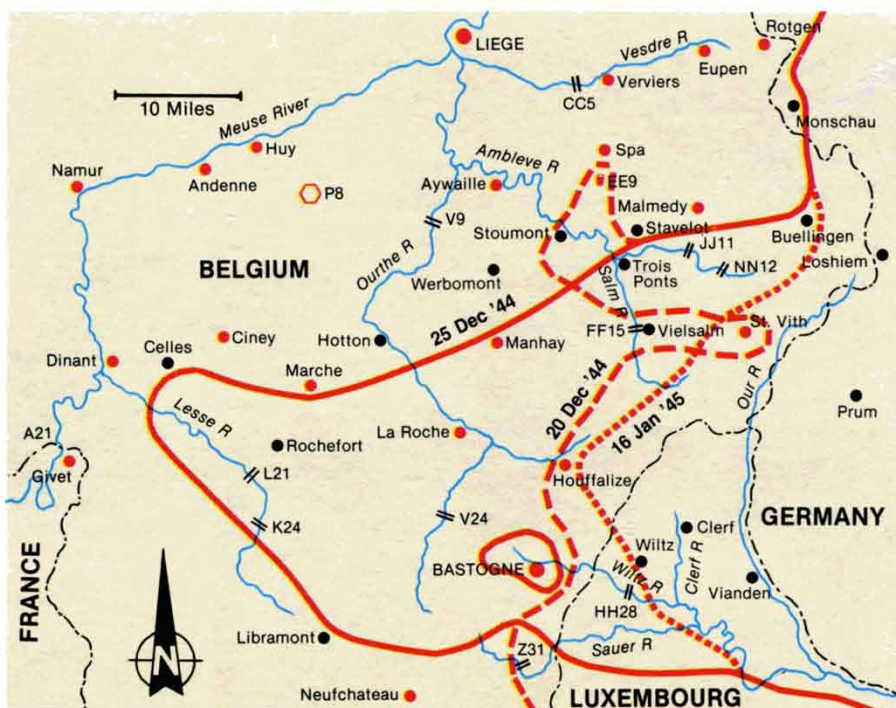 Rotgen
LIEGE
Vesdre R
Eupen
Verviers
10 Miles
CC5
Meuse River
Monschau
Huy
Spa
Ambleve R
Namur
Andenne
P8
Aywaille
EE9
Malmedy
V9
Stavelot
Stoumont
JJ11
Buellingen
Ourthe R
BELGIUM
Werbomont
Trois
Ponts
NN12
Loshiem
Salm R
25 Dec '44
FF15
Vielsalm
St. Vith
Ciney
Hotton
Manhay
Celles
Dinant
Marche
20 Dec '44
Our R
Prum
Lesse R
16 Jan '45
A21
Rochefort
La Roche
Givet
L21
Houffalize
GERMANY
K24
V24
Clerf
FRANCE
Wiltz
BASTOGNE
Wiltz R
Clerf R
Vianden
HH28
Libramont
N
Z31
Sauer R
Neufchateau
LUXEMBOURG